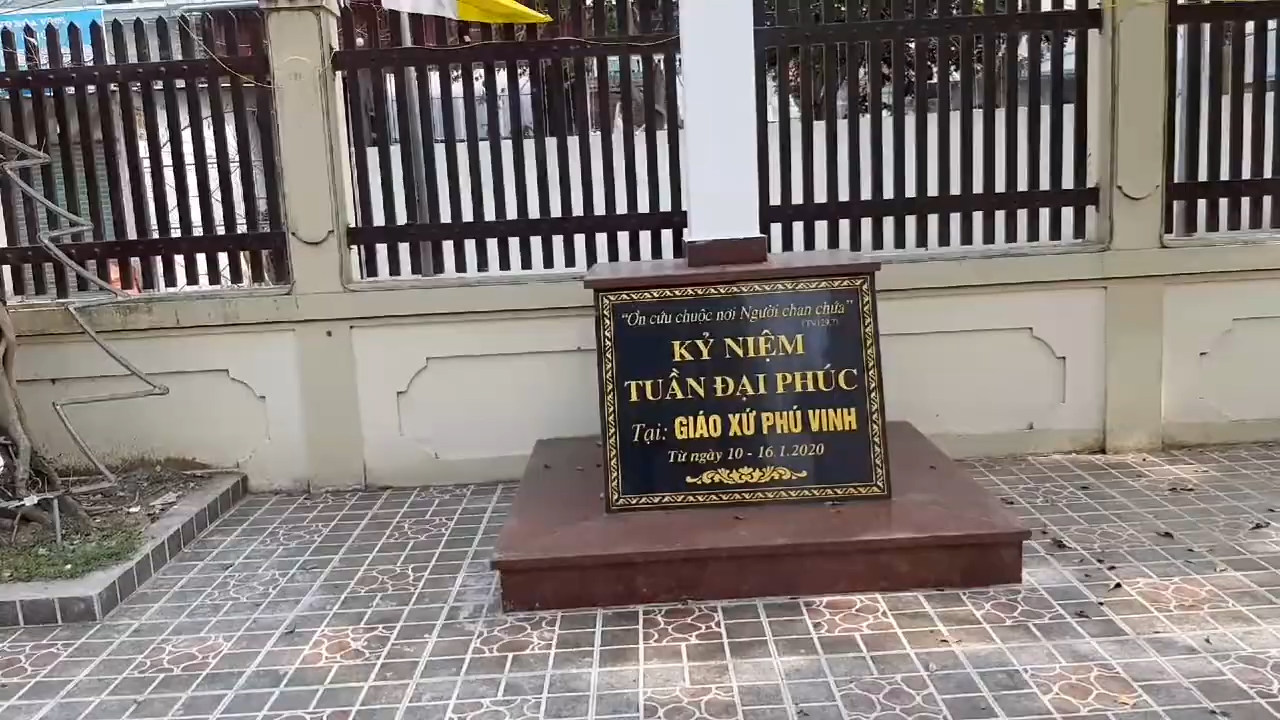 “Ơn cứu chuộc nơi Người chan chứa”
KỶ NIỆM
TUẦN ĐẠI PHÚC
Tại: GIÁO XỨ PHÚ VINH
Từ ngày 10 - 16.1.2020